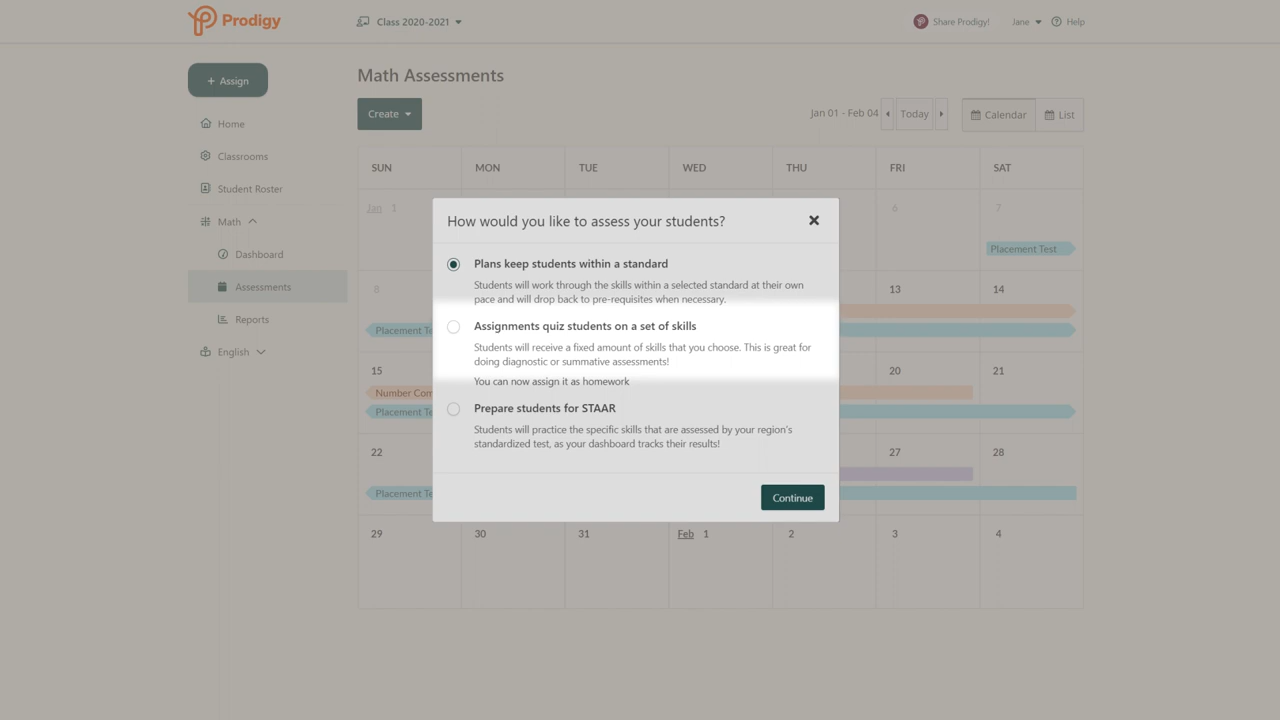 Prodigy
Class 2020-2021
Share Prodigy!
Jane
Help
+ Assign
Home
Classrooms
Student Roster
Math
Dashboard
Assessments
Reports
English
Math Assessments
Create
Jan 01 - Feb 04
Today
Calendar
List
SUN MON TUE WED THU FRI SAT
Jan 1 6 7
Placement Test
8 13 14
Placement Te
15 20 21
Number Com
Placement Te
22 27 28
Placement Te
29 30 31 Feb 1 2 3 4
How would you like to assess your students?
Plans keep students within a standard
Students will work through the skills within a selected standard at their own
pace and will drop back to pre-requisites when necessary.
Assignments quiz students on a set of skills
Students will receive a fixed amount of skills that you choose. This is great for
doing diagnostic or summative assessments!
You can now assign it as homework
Prepare students for STAAR
Students will practice the specific skills that are assessed by your region's
standardized test, as your dashboard tracks their results!
Continue